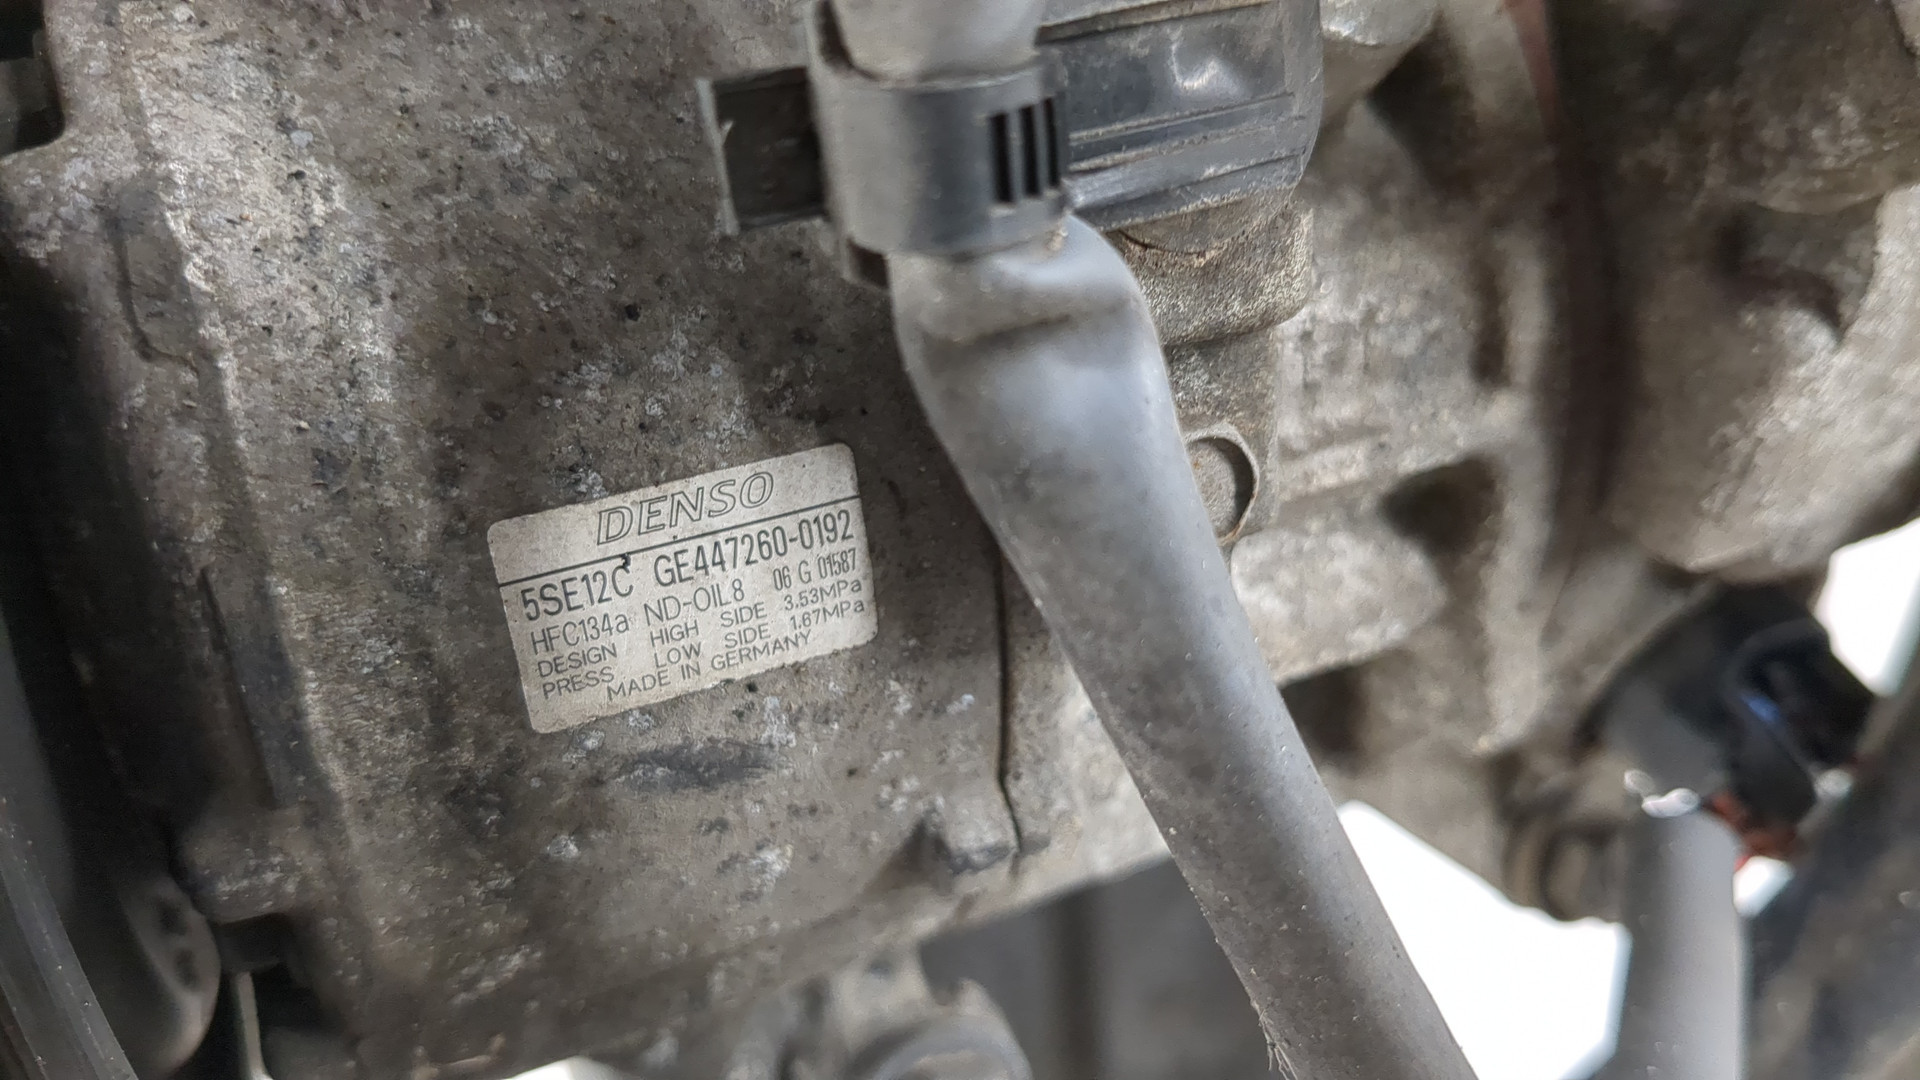 DENSO
5SE12C GE447260-0192
HFC134a ND-OIL8 06 G 01587
DESIGN HIGH SIDE 3.53MPa
PRESS LOW SIDE 1.67MPa
MADE IN GERMANY